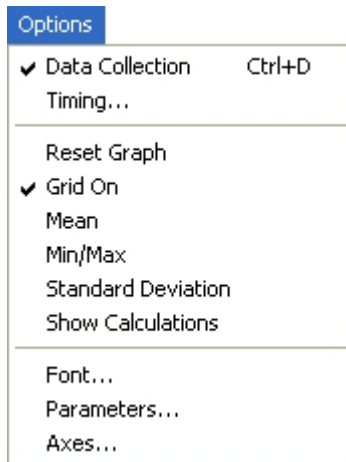 Options
Data Collection Ctrl+D
Timing...
Reset Graph
Grid On
Mean
Min/Max
Standard Deviation
Show Calculations
Font...
Parameters...
Axes...